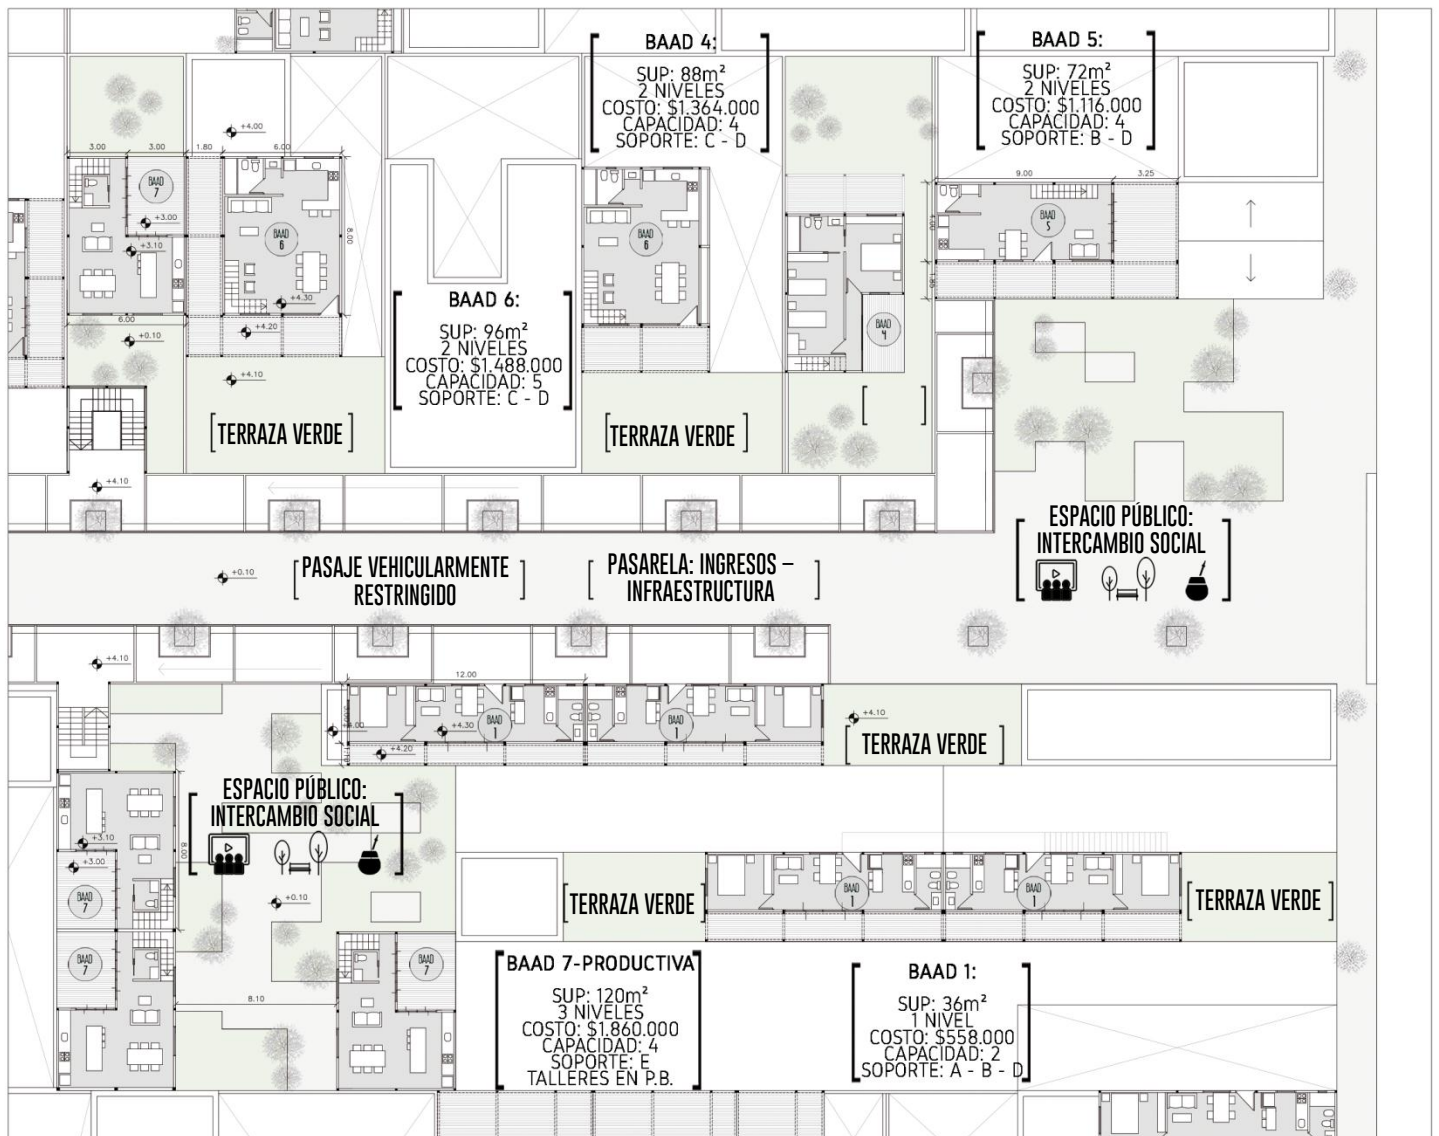 BAAD 4:
SUP: 88m²
2 NIVELES
COSTO: $1.364.000
CAPACIDAD: 4
SOPORTE: C - D
BAAD 5:
SUP: 72m²
2 NIVELES
COSTO: $1.116.000
CAPACIDAD: 4
SOPORTE: B - D
+4.00
3.00
3.00
1.80
6.00
BAAD
7
+3.00
+3.10
BAAD
6
8.00
+4.30
6.00
+0.10
+4.20
+4.10
BAAD
6
BAAD
4
9.00
3.25
BAAD
5
BAAD 6:
SUP: 96m²
2 NIVELES
COSTO: $1.488.000
CAPACIDAD: 5
SOPORTE: C - D
[TERRAZA VERDE]
[TERRAZA VERDE]
[ ]
+4.10
ESPACIO PÚBLICO:
INTERCAMBIO SOCIAL
+0.10
PASAJE VEHICULARMENTE
RESTRINGIDO
PASARELA: INGRESOS –
INFRAESTRUCTURA
+4.10
12.00
+4.30
BAAD
1
BAAD
1
+4.20
+4.10
[TERRAZA VERDE]
ESPACIO PÚBLICO:
INTERCAMBIO SOCIAL
+3.10
+3.00
8.00
BAAD
7
+0.10
BAAD
7
BAAD
7
8.10
[TERRAZA VERDE]
BAAD
1
BAAD
1
[TERRAZA VERDE]
BAAD 7-PRODUCTIVA
SUP: 120m²
3 NIVELES
COSTO: $1.860.000
CAPACIDAD: 4
SOPORTE: E
TALLERES EN P.B.
BAAD 1:
SUP: 36m²
1 NIVEL
COSTO: $558.000
CAPACIDAD: 2
SOPORTE: A - B - D